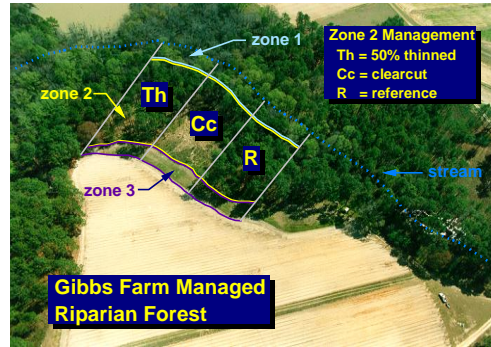 zone 1
Zone 2 Management
Th = 50% thinned
Cc = clearcut
R = reference
zone 2
Th
Cc
R
stream
zone 3
Gibbs Farm Managed
Riparian Forest